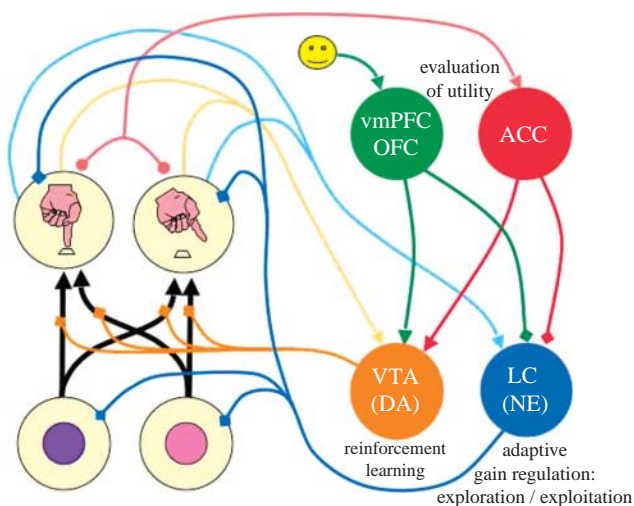 evaluation
of utility
vmPFC
OFC
ACC
VTA
(DA)
LC
(NE)
reinforcement
learning
adaptive
gain regulation:
exploration / exploitation